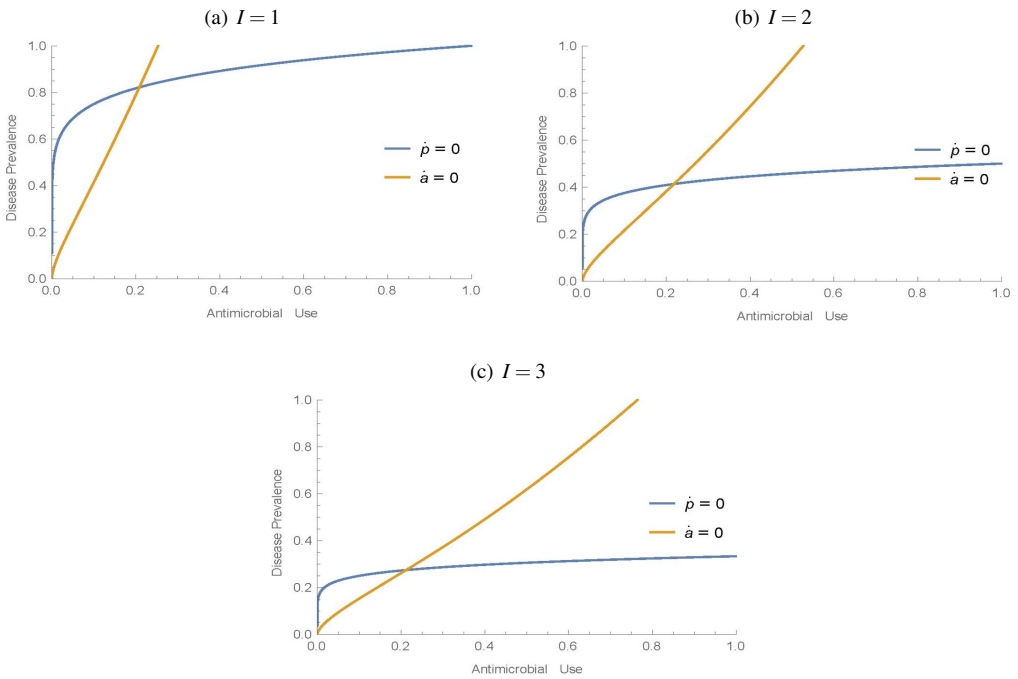 (a) I = 1
1.0
0.8
0.6
0.4
0.2
0.0
Disease Prevalence
ṗ = 0
ȧ = 0
0.0 0.2 0.4 0.6 0.8 1.0
Antimicrobial Use
(b) I = 2
1.0
0.8
0.6
0.4
0.2
0.0
Disease Prevalence
ṗ = 0
ȧ = 0
0.0 0.2 0.4 0.6 0.8 1.0
Antimicrobial Use
(c) I = 3
1.0
0.8
0.6
0.4
0.2
0.0
Disease Prevalence
ṗ = 0
ȧ = 0
0.0 0.2 0.4 0.6 0.8 1.0
Antimicrobial Use